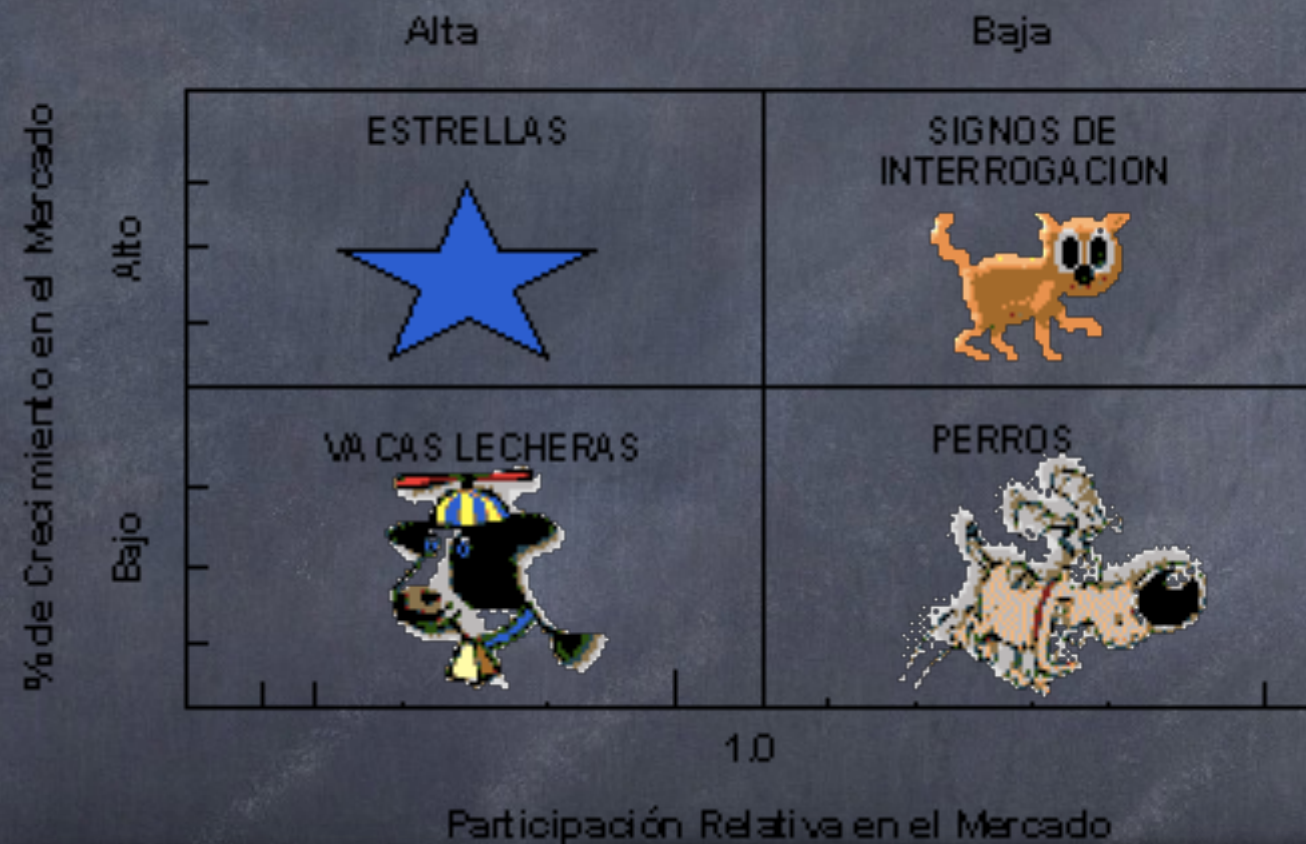 Alta
Baja
% de Crecimiento en el Mercado
Alto
ESTRELLAS
SIGNOS DE
INTERROGACION
Bajo
VACAS LECHERAS
PERROS
1.0
Participación Relativa en el Mercado